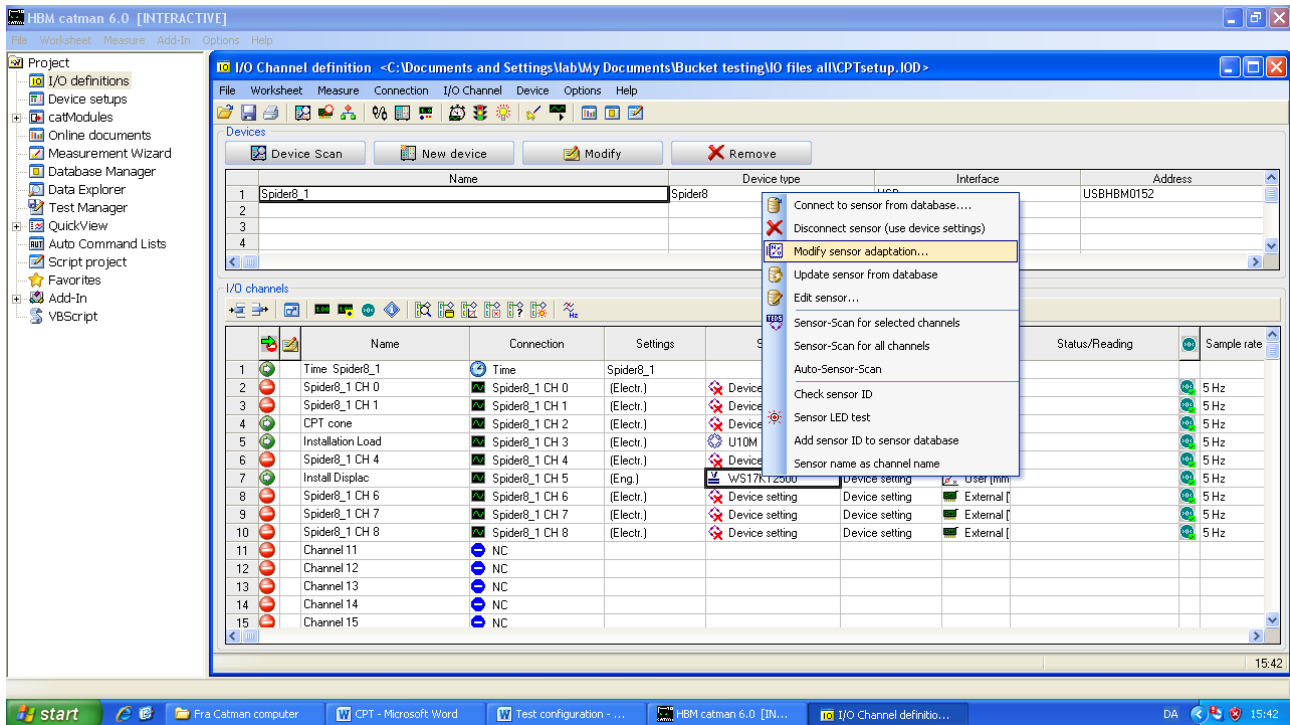 HBM catman 6.0 [INTERACTIVE]
File Worksheet Measure Add-In Options Help
Project
I/O definitions
Device setups
catModules
Online documents
Measurement Wizard
Database Manager
Data Explorer
Test Manager
QuickView
Auto Command Lists
Script project
Favorites
Add-In
VBScript
I/O Channel definition <C:\Documents and Settings\lab\My Documents\Bucket testing\IO files all\CPTsetup.IOD>
File Worksheet Measure Connection I/O Channel Device Options Help
Devices
Device Scan New device Modify Remove
Name Device type Interface Address
1 Spider8_1 Spider8 USB USBHBM0152
2
3
4
Connect to sensor from database....
Disconnect sensor (use device settings)
Modify sensor adaptation...
Update sensor from database
Edit sensor...
Sensor-Scan for selected channels
Sensor-Scan for all channels
Auto-Sensor-Scan
Check sensor ID
Sensor LED test
Add sensor ID to sensor database
Sensor name as channel name
I/O channels
Name Connection Settings S Status/Reading Sample rate
1 Time Spider8_1 Time Spider8_1
2 Spider8_1 CH 0 Spider8_1 CH 0 (Electr.) Device 5 Hz
3 Spider8_1 CH 1 Spider8_1 CH 1 (Electr.) Device 5 Hz
4 CPT cone Spider8_1 CH 2 (Electr.) Device 5 Hz
5 Installation Load Spider8_1 CH 3 (Electr.) U10M 5 Hz
6 Spider8_1 CH 4 Spider8_1 CH 4 (Electr.) Device 5 Hz
7 Install Displac Spider8_1 CH 5 (Eng.) WS17KT2500 Device setting User [mm 5 Hz
8 Spider8_1 CH 6 Spider8_1 CH 6 (Electr.) Device setting Device setting External [ 5 Hz
9 Spider8_1 CH 7 Spider8_1 CH 7 (Electr.) Device setting Device setting External [ 5 Hz
10 Spider8_1 CH 8 Spider8_1 CH 8 (Electr.) Device setting Device setting External [ 5 Hz
11 Channel 11 NC
12 Channel 12 NC
13 Channel 13 NC
14 Channel 14 NC
15 Channel 15 NC
15:42
start Fra Catman computer CPT - Microsoft Word Test configuration - ... HBM catman 6.0 [IN... I/O Channel definitio... DA 15:42